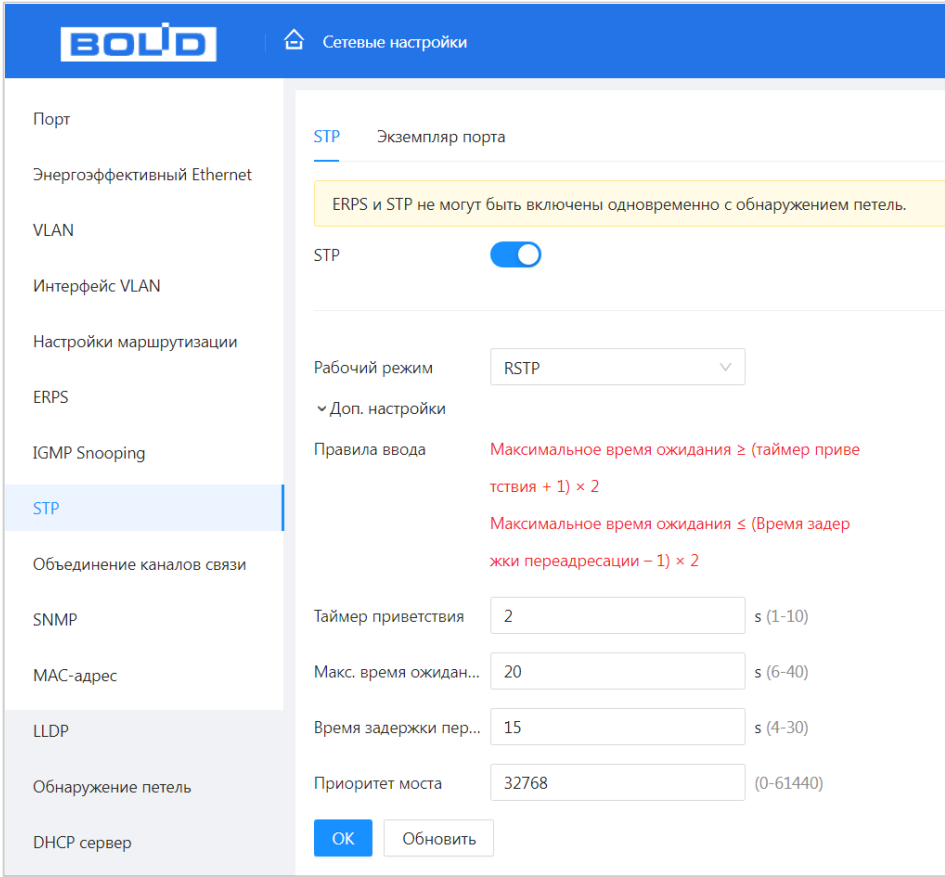 BOLID
Сетевые настройки
Порт
Энергоэффективный Ethernet
VLAN
Интерфейс VLAN
Настройки маршрутизации
ERPS
IGMP Snooping
STP
Объединение каналов связи
SNMP
MAC-адрес
LLDP
Обнаружение петель
DHCP сервер
STP Экземпляр порта
ERPS и STP не могут быть включены одновременно с обнаружением петель.
STP
Рабочий режим RSTP
Доп. настройки
Правила ввода Максимальное время ожидания ≥ (таймер приве
тствия + 1) × 2
Максимальное время ожидания ≤ (Время задер
жки переадресации – 1) × 2
Таймер приветствия 2 s (1-10)
Макс. время ожидан... 20 s (6-40)
Время задержки пер... 15 s (4-30)
Приоритет моста 32768 (0-61440)
OK Обновить